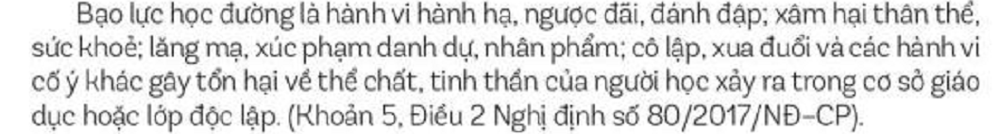 Bạo lực học đường là hành vi hành hạ, ngược đãi, đánh đập; xâm hại thân thể,
sức khoẻ; lăng mạ, xúc phạm danh dự, nhân phẩm; cô lập, xua đuổi và các hành vi
cố ý khác gây tổn hại về thể chất, tinh thần của người học xảy ra trong cơ sở giáo
dục hoặc lớp độc lập. (Khoản 5, Điều 2 Nghị định số 80/2017/NĐ-CP).